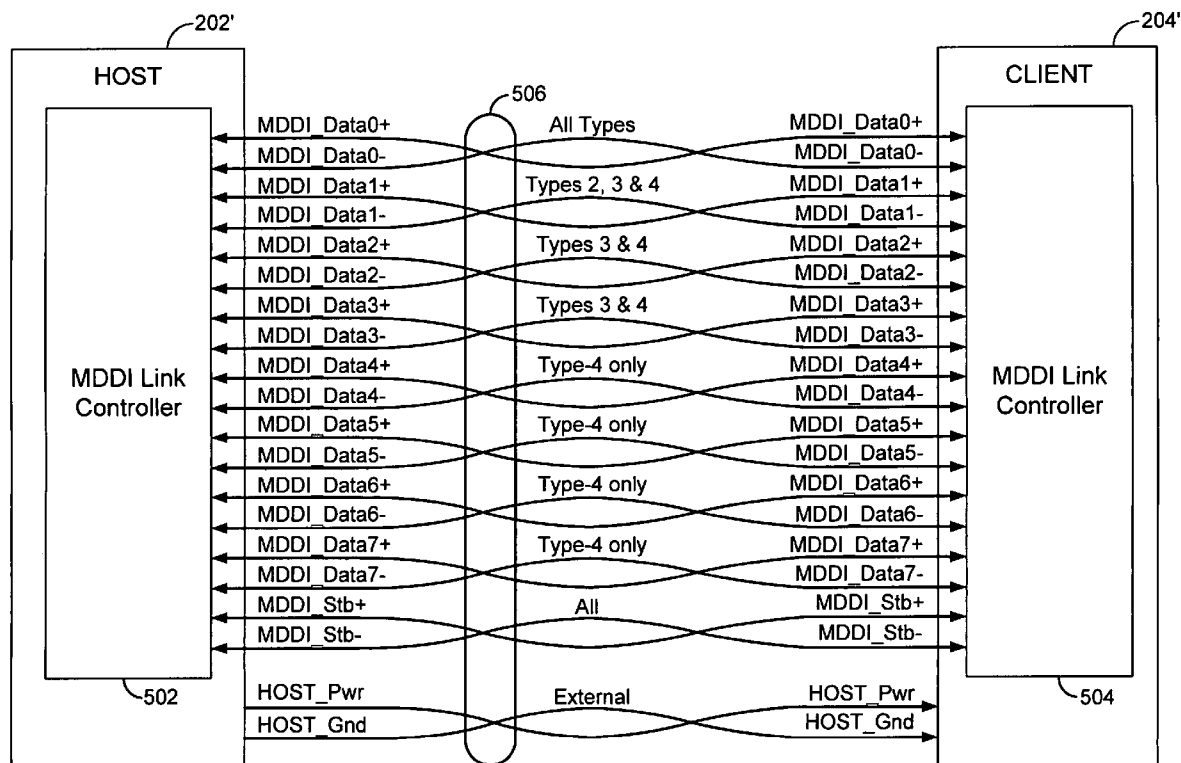 202'
204'
HOST
CLIENT
506
MDDI_Data0+ All Types MDDI_Data0+
MDDI_Data0- MDDI_Data0-
MDDI_Data1+ Types 2, 3 & 4 MDDI_Data1+
MDDI_Data1- MDDI_Data1-
MDDI_Data2+ Types 3 & 4 MDDI_Data2+
MDDI_Data2- MDDI_Data2-
MDDI_Data3+ Types 3 & 4 MDDI_Data3+
MDDI_Data3- MDDI_Data3-
MDDI_Data4+ Type-4 only MDDI_Data4+
MDDI Link
Controller
MDDI Link
Controller
MDDI_Data4- MDDI_Data4-
MDDI_Data5+ Type-4 only MDDI_Data5+
MDDI_Data5- MDDI_Data5-
MDDI_Data6+ Type-4 only MDDI_Data6+
MDDI_Data6- MDDI_Data6-
MDDI_Data7+ Type-4 only MDDI_Data7+
MDDI_Data7- MDDI_Data7-
MDDI_Stb+ All MDDI_Stb+
MDDI_Stb- MDDI_Stb-
502
504
HOST_Pwr External HOST_Pwr
HOST_Gnd HOST_Gnd